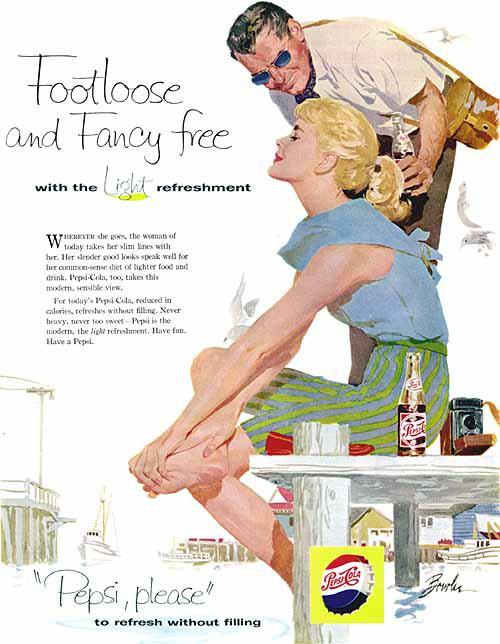 Footloose
and Fancy free
with the Light refreshment
WHEREVER she goes, the woman of
today takes her slim lines with
her. Her slender good looks speak well for
her common-sense diet of lighter food and
drink. Pepsi-Cola, too, takes this
modern, sensible view.
For today's Pepsi-Cola, reduced in
calories, refreshes without filling. Never
heavy, never too sweet—Pepsi is the
modern, the light refreshment. Have fun.
Have a Pepsi.
"Pepsi, please"
to refresh without filling
PEPSI-COLA
Bowler